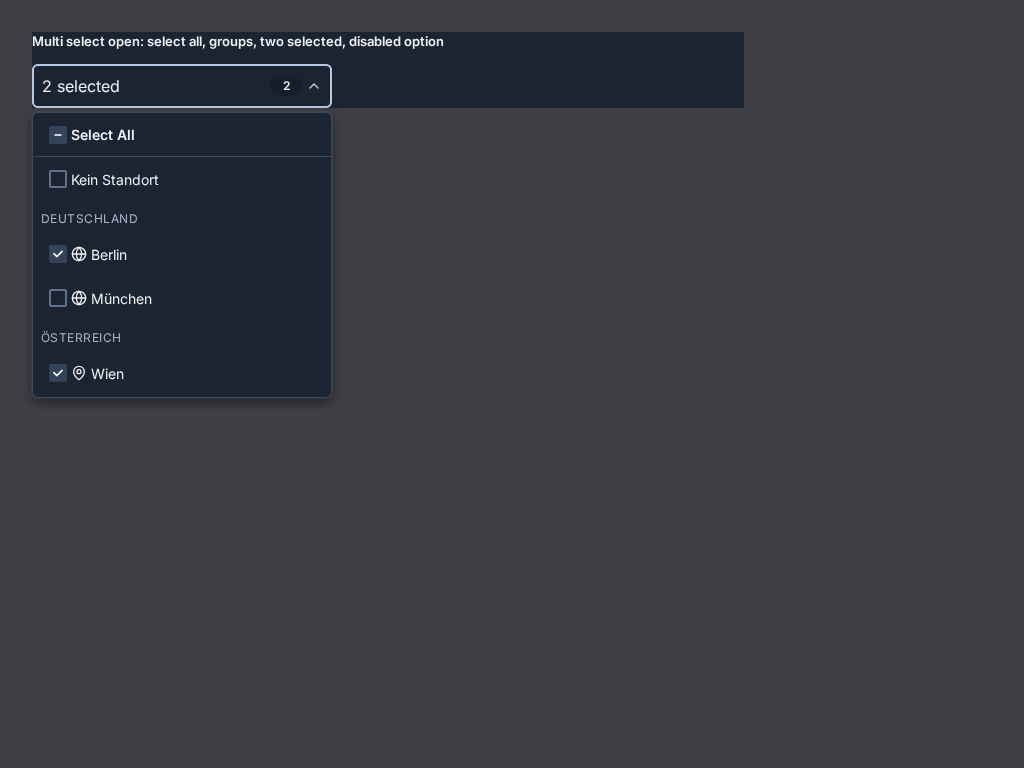 Multi select open: select all, groups, two selected, disabled option
2 selected 2
Select All
Kein Standort
DEUTSCHLAND
Berlin
München
ÖSTERREICH
Wien